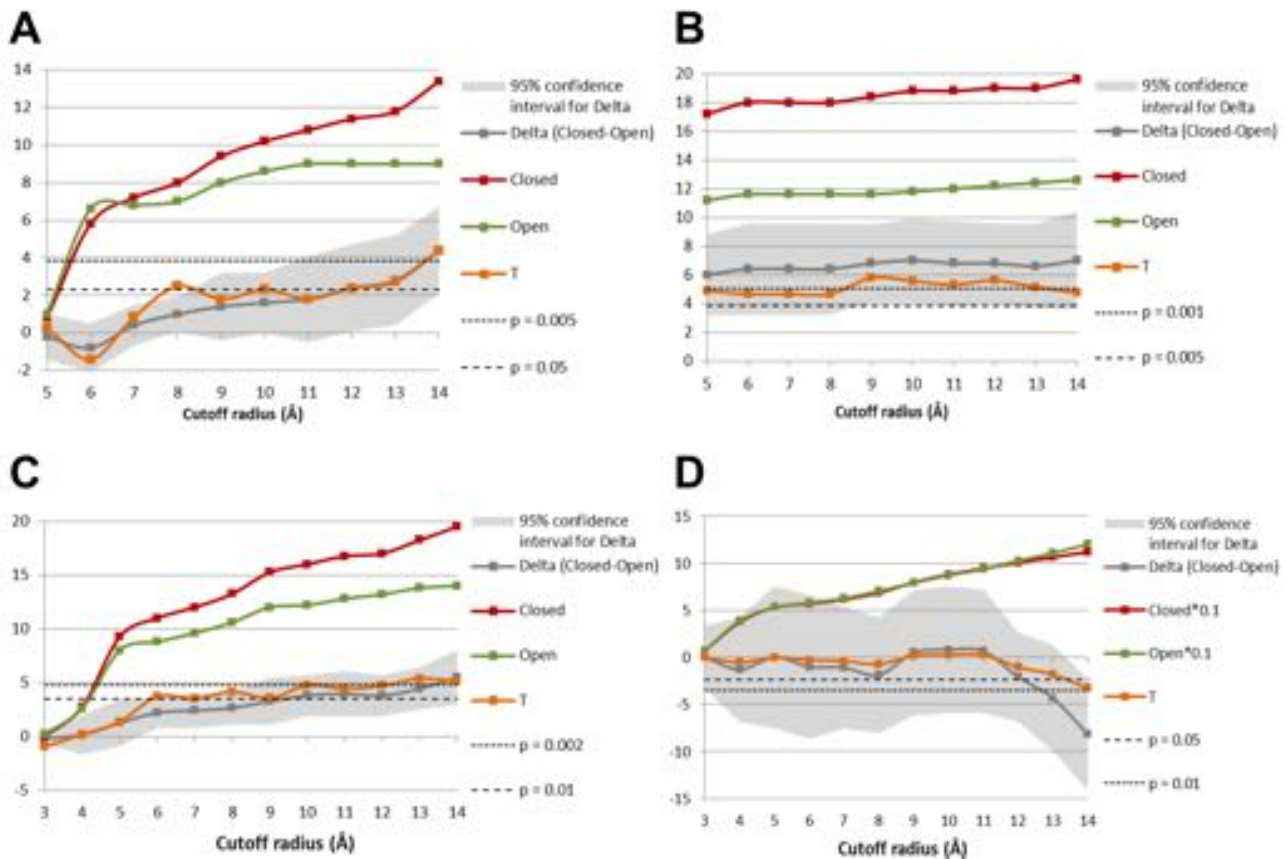 A
14
12
10
8
6
4
2
0
-2
5 6 7 8 9 10 11 12 13 14
Cutoff radius (Å)
95% confidence
interval for Delta
Delta (Closed-Open)
Closed
Open
T
p = 0.005
p = 0.05
B
20
18
16
14
12
10
8
6
4
2
0
5 6 7 8 9 10 11 12 13 14
Cutoff radius (Å)
95% confidence
interval for Delta
Delta (Closed-Open)
Closed
Open
T
p = 0.001
p = 0.005
C
20
15
10
5
0
-5
3 4 5 6 7 8 9 10 11 12 13 14
Cutoff radius (Å)
95% confidence
interval for Delta
Delta (Closed-Open)
Closed
Open
T
p = 0.002
p = 0.01
D
15
10
5
0
-5
-10
-15
3 4 5 6 7 8 9 10 11 12 13 14
Cutoff radius (Å)
95% confidence
interval for Delta
Delta (Closed-Open)
Closed*0.1
Open*0.1
T
p = 0.05
p = 0.01